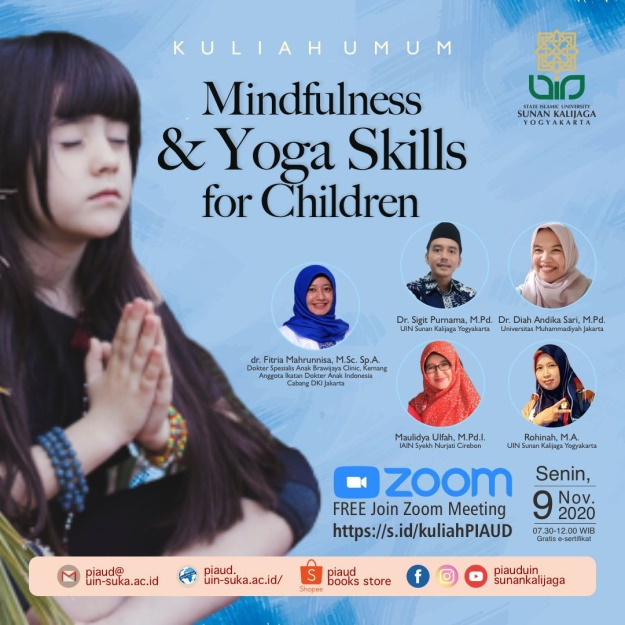 KULIAH UMUM
Mindfulness
& Yoga Skills
for Children
UIN
STATE ISLAMIC UNIVERSITY
SUNAN KALIJAGA
YOGYAKARTA
Dr. Sigit Purnama, M.Pd.
UIN Sunan Kalijaga Yogyakarta
Dr. Diah Andika Sari, M.Pd.
Universitas Muhammadiyah Jakarta
dr. Fitria Mahrunnisa, M.Sc. Sp.A.
Dokter Spesialis Anak Brawijaya Clinic, Kemang
Anggota Ikatan Dokter Anak Indonesia
Cabang DKI Jakarta
Maulidya Ulfah, M.Pd.I.
IAIN Syekh Nurjati Cirebon
Rohinah, M.A.
UIN Sunan Kalijaga Yogyakarta
zoom
FREE Join Zoom Meeting
https://s.id/kuliahPIAUD
Senin,
9 Nov.
2020
07.30-12.00 WIB
Gratis e-sertifikat
piaud@
uin-suka.ac.id
piaud.
uin-suka.ac.id/
S
Shopee
piaud
books store
piauduin
sunankalijaga